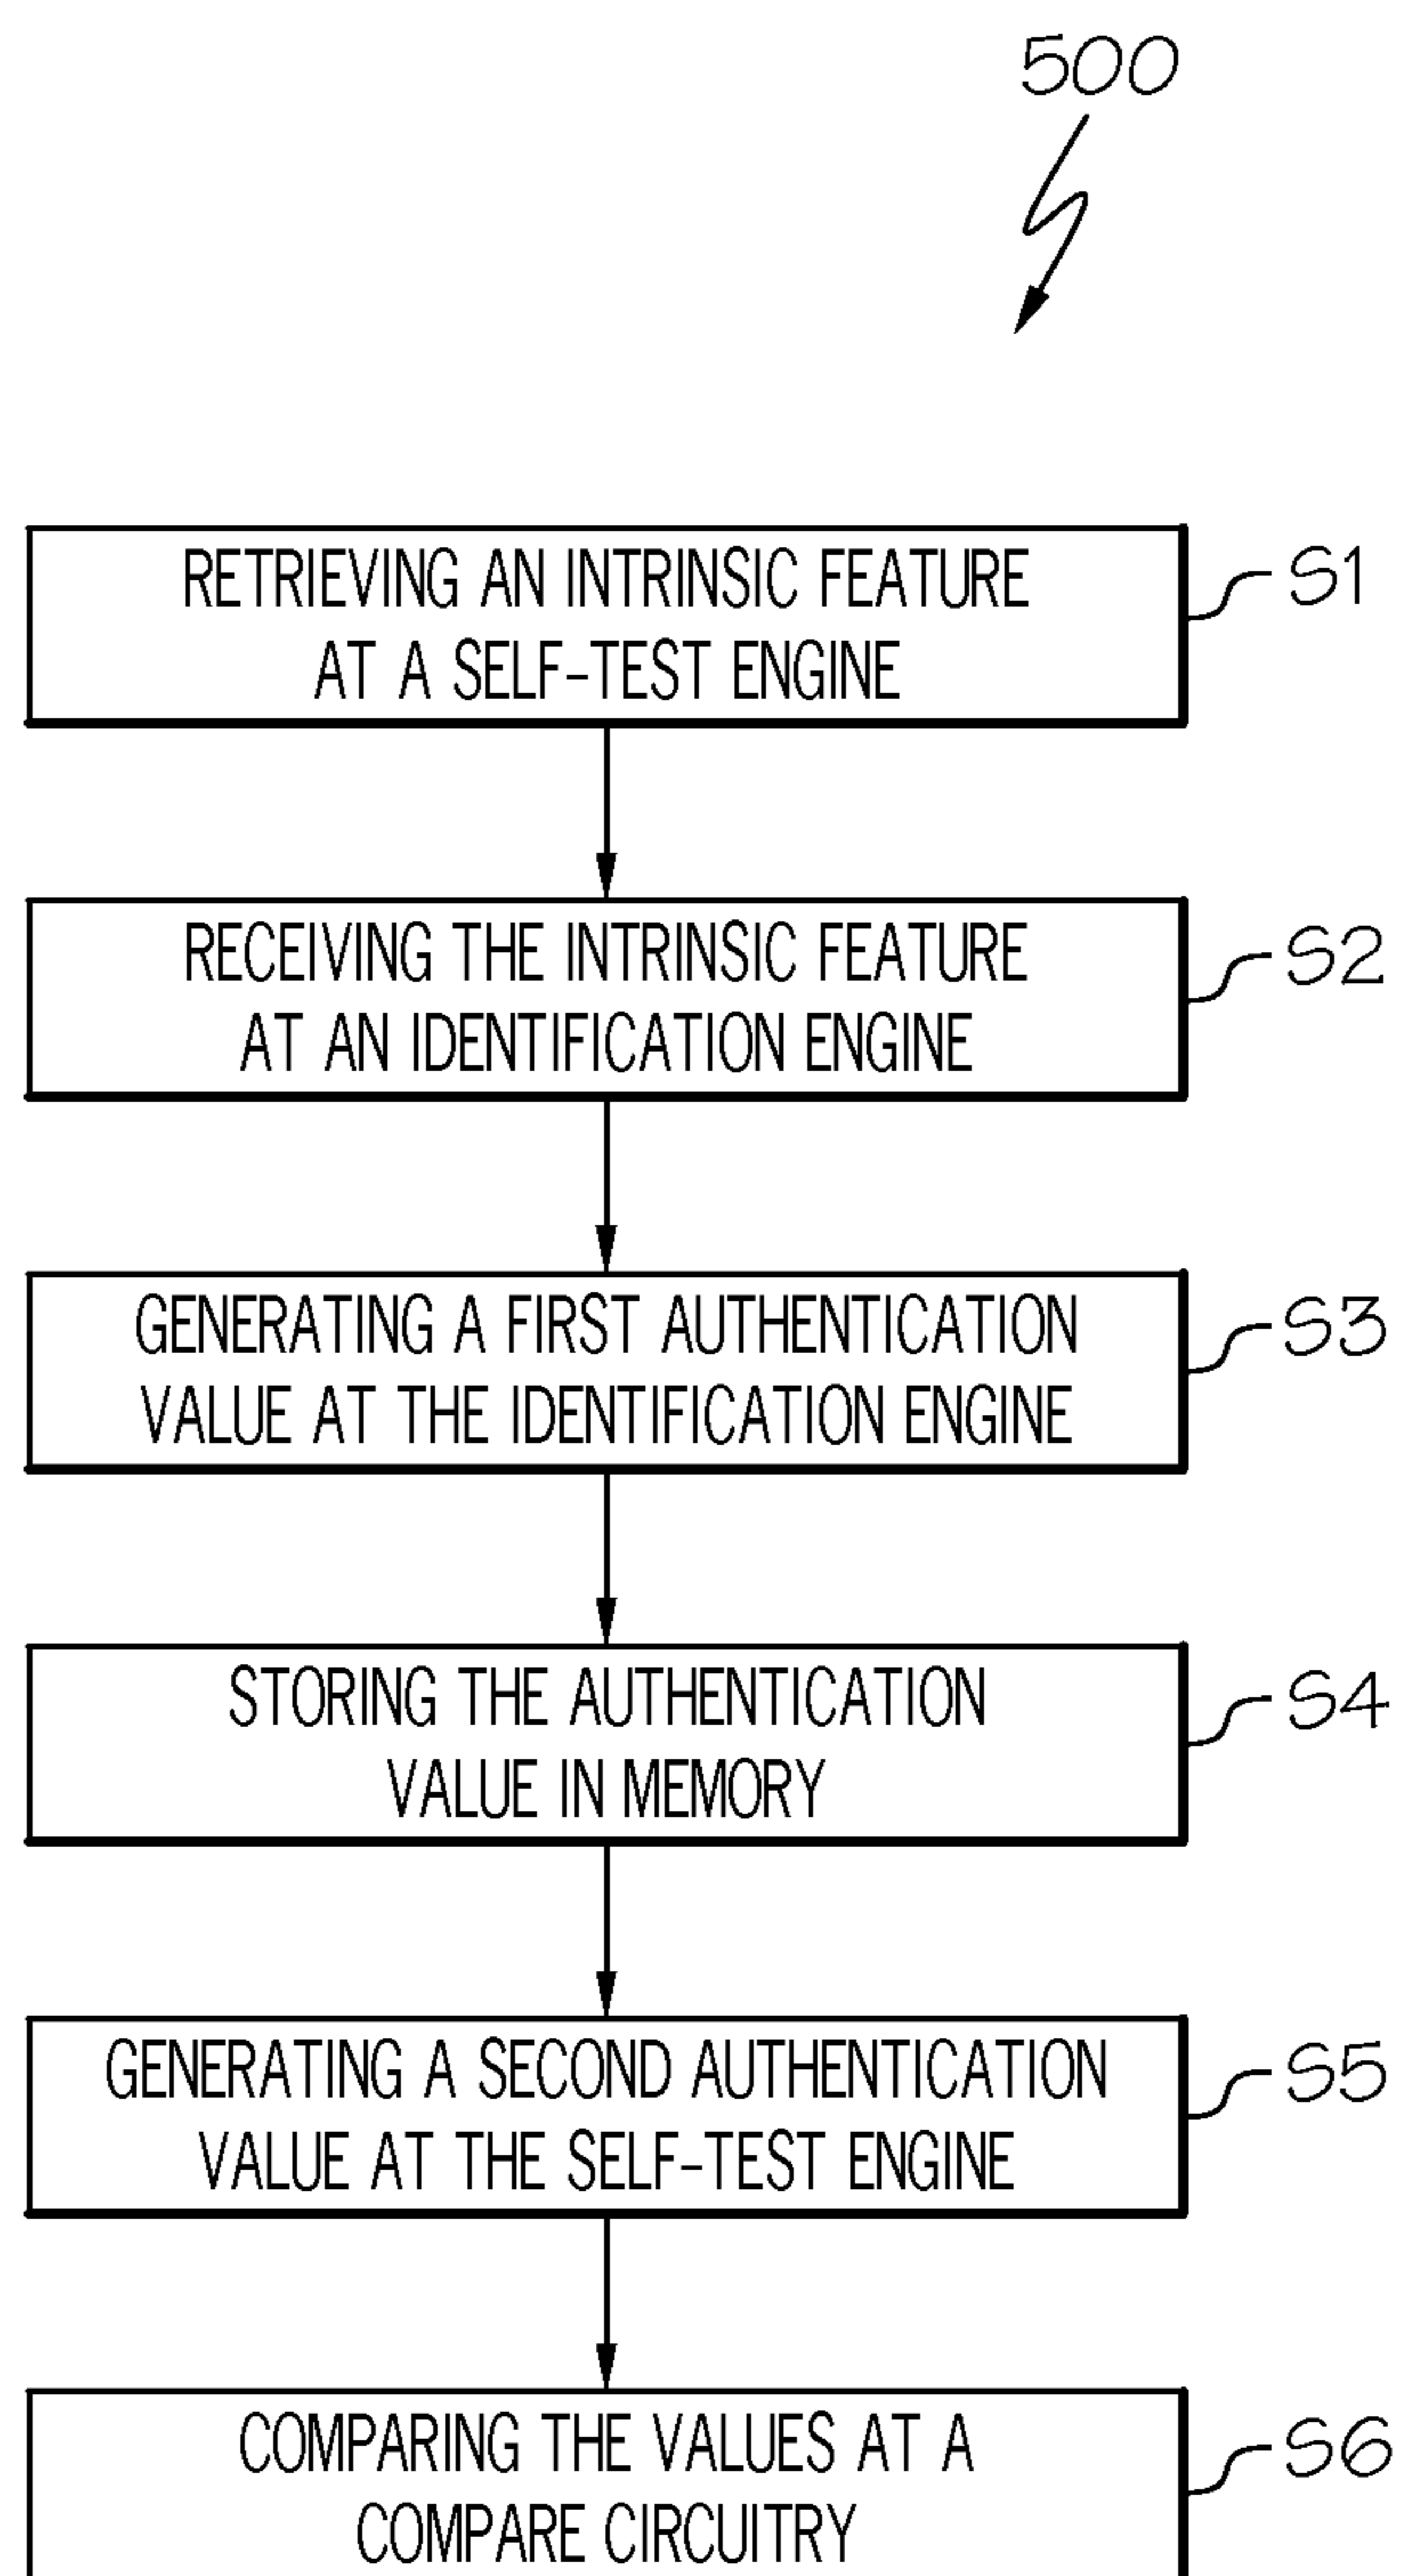 500
RETRIEVING AN INTRINSIC FEATURE
AT A SELF-TEST ENGINE
S1
RECEIVING THE INTRINSIC FEATURE
AT AN IDENTIFICATION ENGINE
S2
GENERATING A FIRST AUTHENTICATION
VALUE AT THE IDENTIFICATION ENGINE
S3
STORING THE AUTHENTICATION
VALUE IN MEMORY
S4
GENERATING A SECOND AUTHENTICATION
VALUE AT THE SELF-TEST ENGINE
S5
COMPARING THE VALUES AT A
COMPARE CIRCUITRY
S6